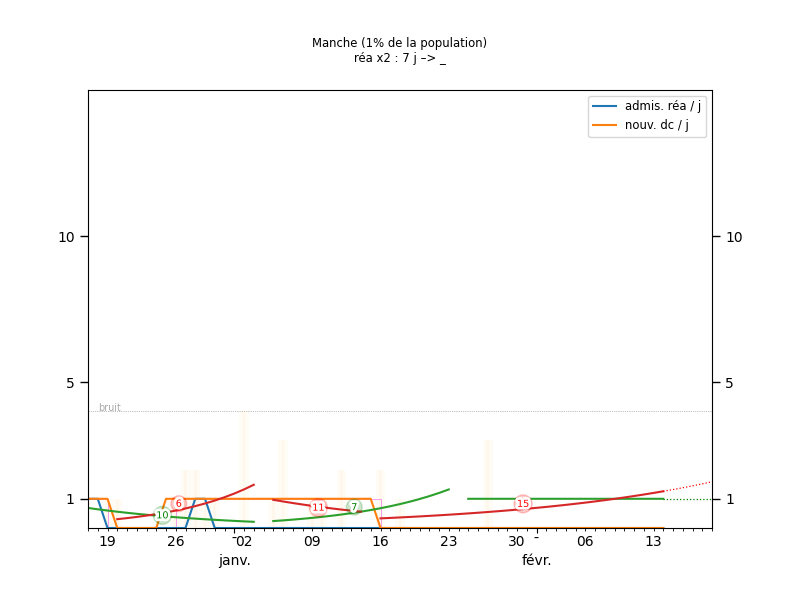 Manche (1% de la population)
réa x2 : 7 j –> _
admis. réa / j
nouv. dc / j
10 10
5 5
bruit
1 1
10 6 11 7 15
19 26 02 09 16 23 30 06 13
janv. févr.